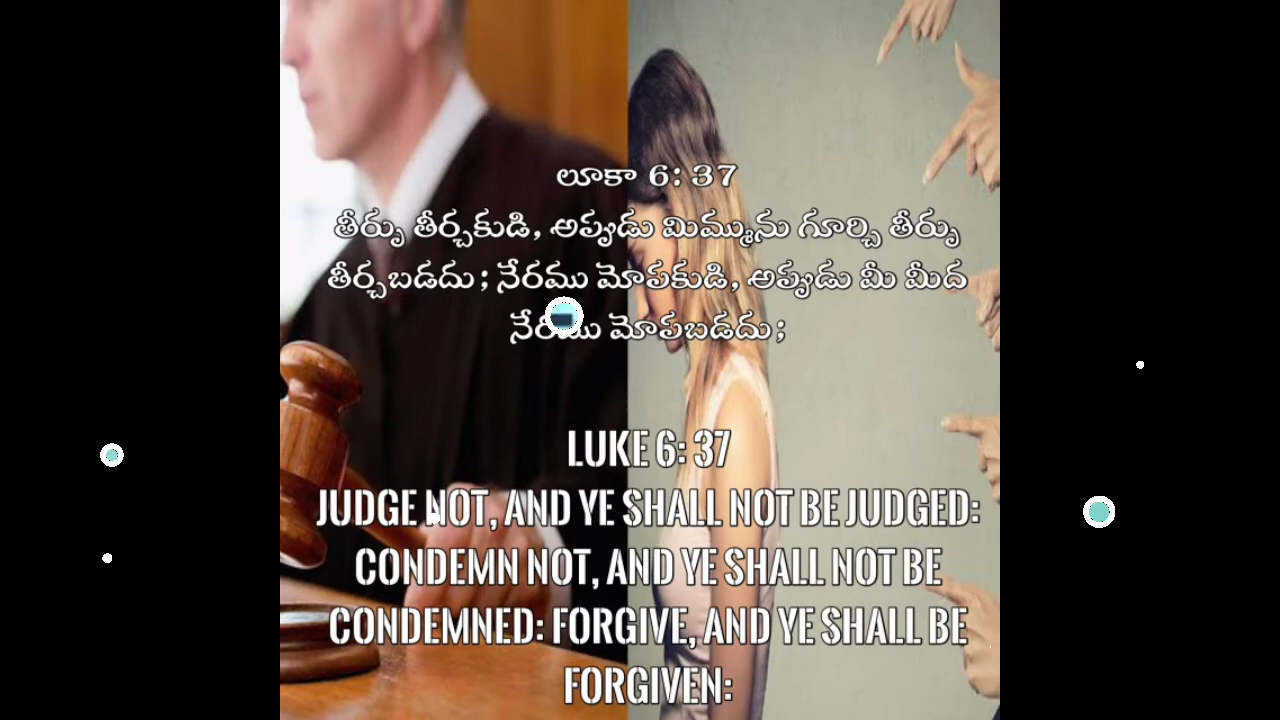 లూకా 6: 37
తీర్పు తీర్చకుడి, అప్పుడు మిమ్మును గూర్చి తీర్పు
తీర్చబడదు; నేరము మోపకుడి, అప్పుడు మీ మీద
నేరము మోపబడదు;
LUKE 6: 37
JUDGE NOT, AND YE SHALL NOT BE JUDGED:
CONDEMN NOT, AND YE SHALL NOT BE
CONDEMNED: FORGIVE, AND YE SHALL BE
FORGIVEN: